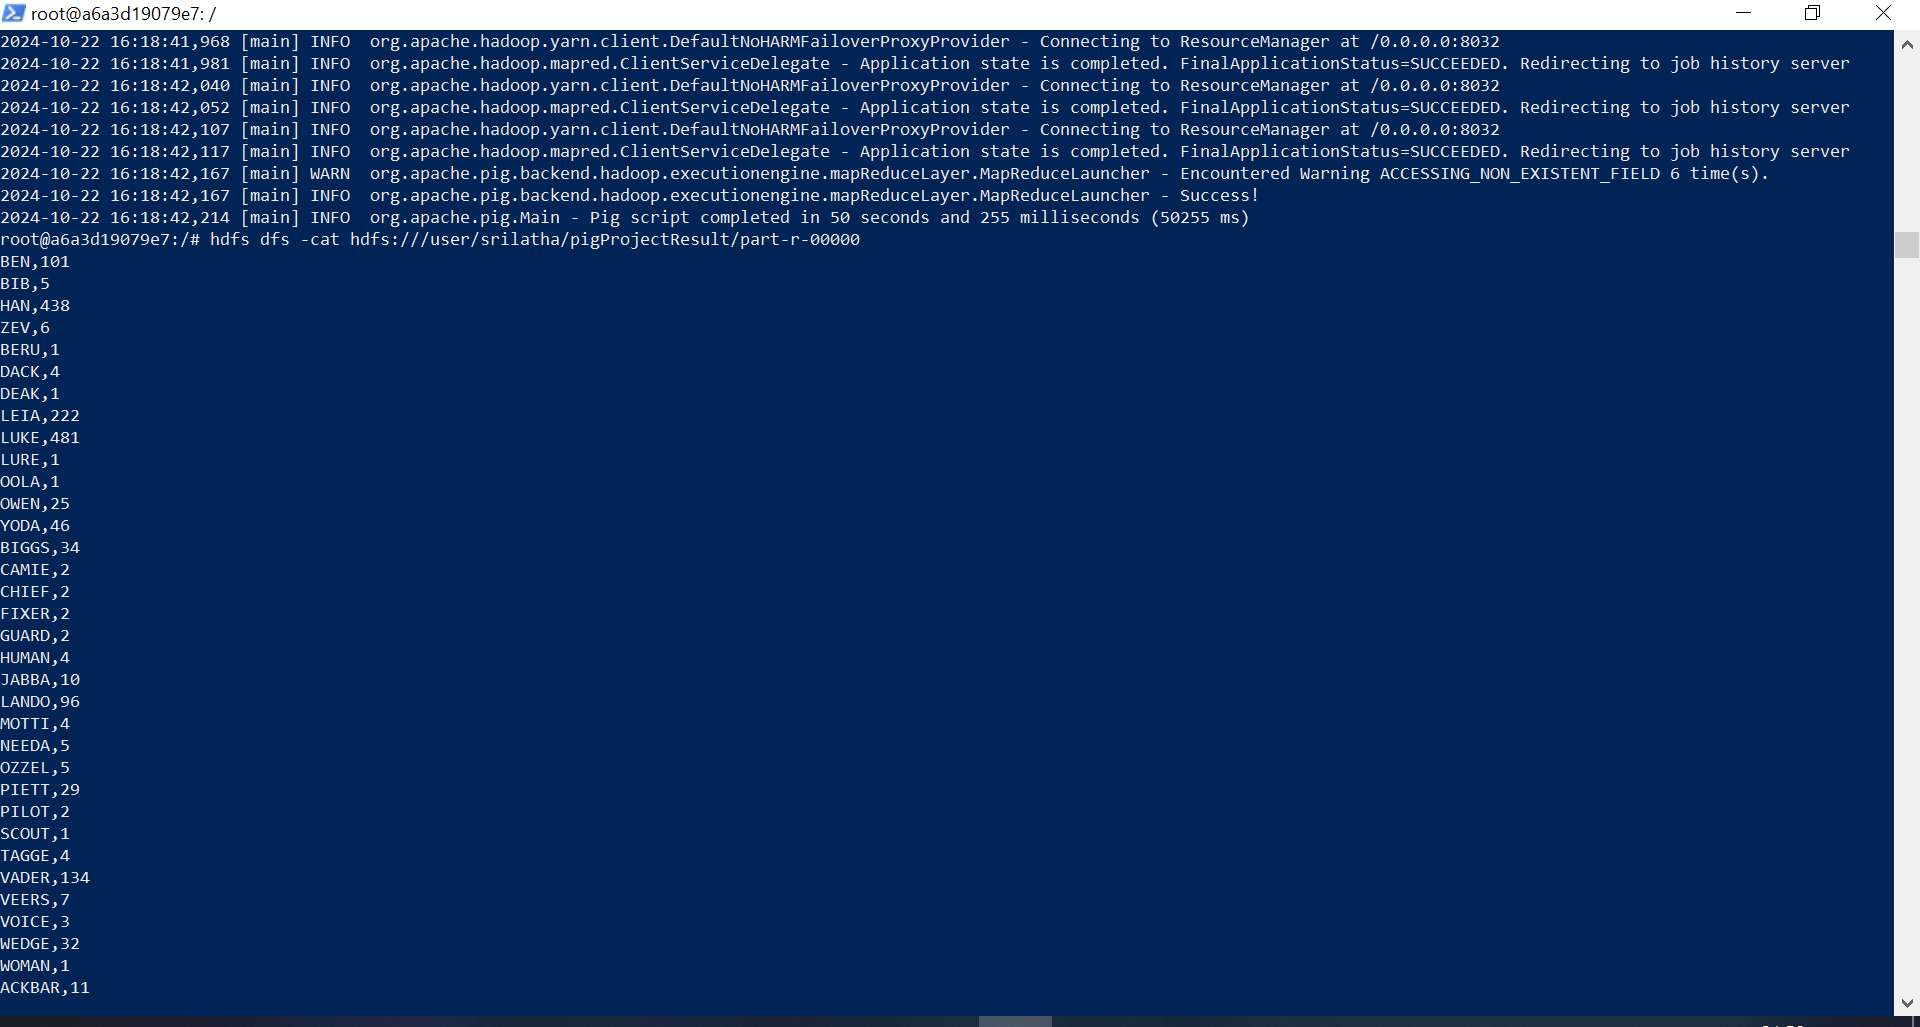 root@a6a3d19079e7: /
2024-10-22 16:18:41,968 [main] INFO  org.apache.hadoop.yarn.client.DefaultNoHARMFailoverProxyProvider - Connecting to ResourceManager at /0.0.0.0:8032
2024-10-22 16:18:41,981 [main] INFO  org.apache.hadoop.mapred.ClientServiceDelegate - Application state is completed. FinalApplicationStatus=SUCCEEDED. Redirecting to job history server
2024-10-22 16:18:42,040 [main] INFO  org.apache.hadoop.yarn.client.DefaultNoHARMFailoverProxyProvider - Connecting to ResourceManager at /0.0.0.0:8032
2024-10-22 16:18:42,052 [main] INFO  org.apache.hadoop.mapred.ClientServiceDelegate - Application state is completed. FinalApplicationStatus=SUCCEEDED. Redirecting to job history server
2024-10-22 16:18:42,107 [main] INFO  org.apache.hadoop.yarn.client.DefaultNoHARMFailoverProxyProvider - Connecting to ResourceManager at /0.0.0.0:8032
2024-10-22 16:18:42,117 [main] INFO  org.apache.hadoop.mapred.ClientServiceDelegate - Application state is completed. FinalApplicationStatus=SUCCEEDED. Redirecting to job history server
2024-10-22 16:18:42,167 [main] WARN  org.apache.pig.backend.hadoop.executionengine.mapReduceLayer.MapReduceLauncher - Encountered Warning ACCESSING_NON_EXISTENT_FIELD 6 time(s).
2024-10-22 16:18:42,167 [main] INFO  org.apache.pig.backend.hadoop.executionengine.mapReduceLayer.MapReduceLauncher - Success!
2024-10-22 16:18:42,214 [main] INFO  org.apache.pig.Main - Pig script completed in 50 seconds and 255 milliseconds (50255 ms)
root@a6a3d19079e7:/# hdfs dfs -cat hdfs:///user/srilatha/pigProjectResult/part-r-00000
BEN,101
BIB,5
HAN,438
ZEV,6
BERU,1
DACK,4
DEAK,1
LEIA,222
LUKE,481
LURE,1
OOLA,1
OWEN,25
YODA,46
BIGGS,34
CAMIE,2
CHIEF,2
FIXER,2
GUARD,2
HUMAN,4
JABBA,10
LANDO,96
MOTTI,4
NEEDA,5
OZZEL,5
PIETT,29
PILOT,2
SCOUT,1
TAGGE,4
VADER,134
VEERS,7
VOICE,3
WEDGE,32
WOMAN,1
ACKBAR,11